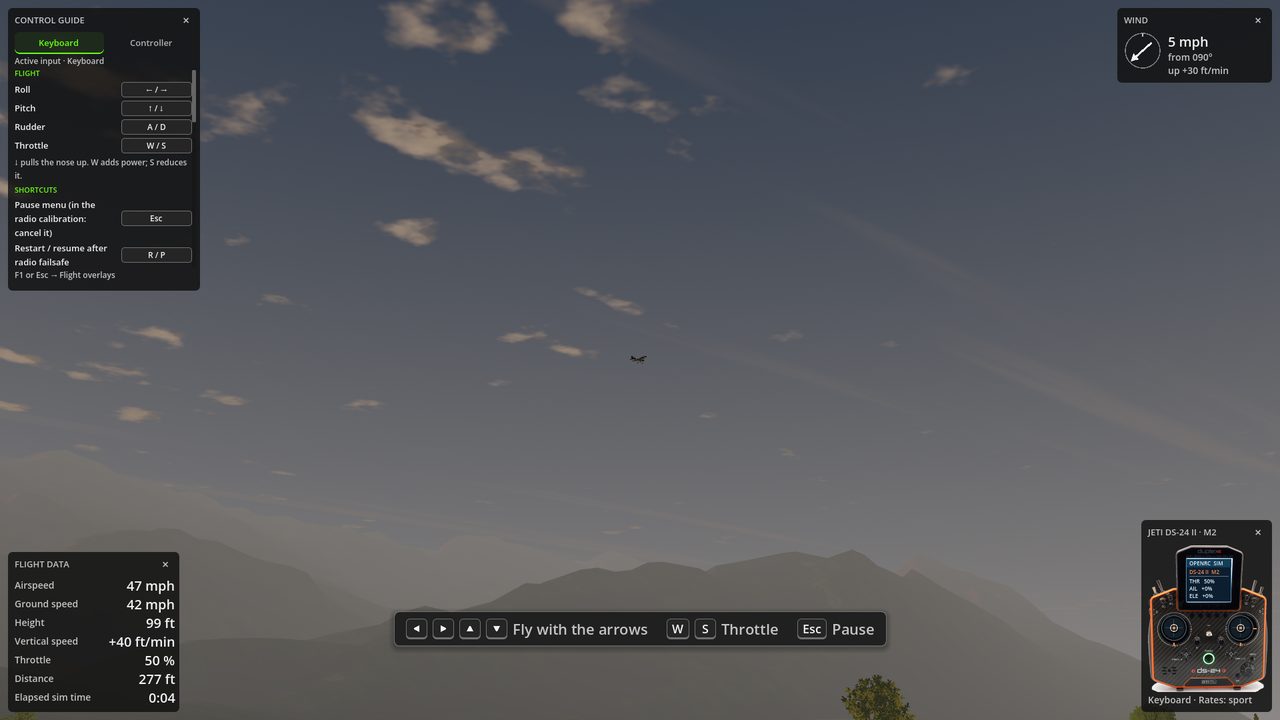 CONTROL GUIDE ×
Keyboard Controller
Active input · Keyboard
FLIGHT
Roll ← / →
Pitch ↑ / ↓
Rudder A / D
Throttle W / S
↓ pulls the nose up. W adds power; S reduces
it.
SHORTCUTS
Pause menu (in the
radio calibration:
cancel it) Esc
Restart / resume after
radio failsafe R / P
F1 or Esc → Flight overlays
WIND ×
5 mph
from 090°
up +30 ft/min
FLIGHT DATA ×
Airspeed 47 mph
Ground speed 42 mph
Height 99 ft
Vertical speed +40 ft/min
Throttle 50 %
Distance 277 ft
Elapsed sim time 0:04
◄ ► ▲ ▼ Fly with the arrows W S Throttle Esc Pause
JETI DS-24 II · M2 ×
duplex
OPENRC SIM
DS-24 II M2
THR 50%
AIL +0%
ELE +0%
ds-24
Keyboard · Rates: sport